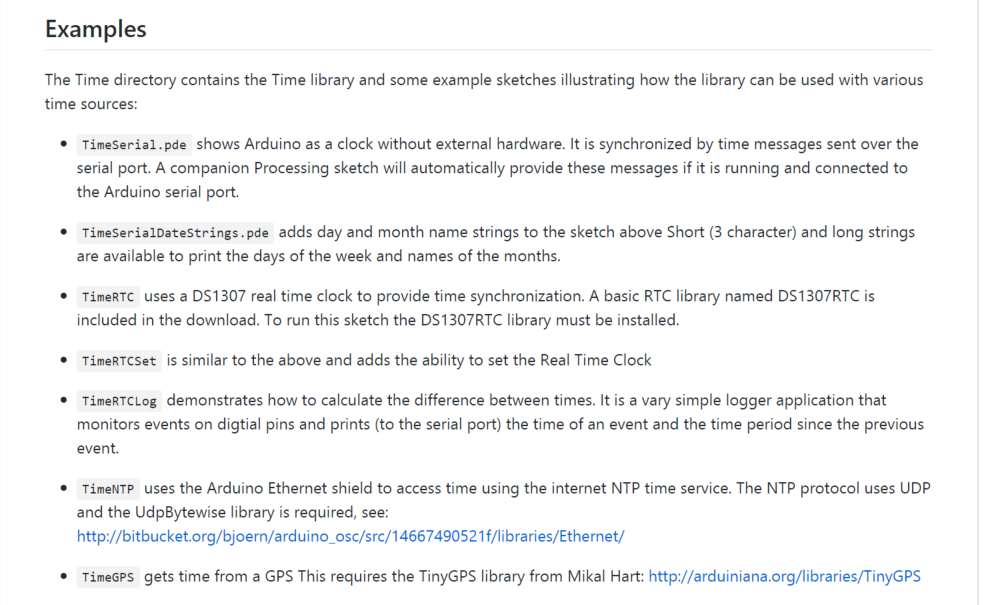 Examples
The Time directory contains the Time library and some example sketches illustrating how the library can be used with various
time sources:
• TimeSerial.pde shows Arduino as a clock without external hardware. It is synchronized by time messages sent over the
serial port. A companion Processing sketch will automatically provide these messages if it is running and connected to
the Arduino serial port.
• TimeSerialDateStrings.pde adds day and month name strings to the sketch above Short (3 character) and long strings
are available to print the days of the week and names of the months.
• TimeRTC uses a DS1307 real time clock to provide time synchronization. A basic RTC library named DS1307RTC is
included in the download. To run this sketch the DS1307RTC library must be installed.
• TimeRTCSet is similar to the above and adds the ability to set the Real Time Clock
• TimeRTCLog demonstrates how to calculate the difference between times. It is a vary simple logger application that
monitors events on digtial pins and prints (to the serial port) the time of an event and the time period since the previous
event.
• TimeNTP uses the Arduino Ethernet shield to access time using the internet NTP time service. The NTP protocol uses UDP
and the UdpBytewise library is required, see:
http://bitbucket.org/bjoern/arduino_osc/src/14667490521f/libraries/Ethernet/
• TimeGPS gets time from a GPS This requires the TinyGPS library from Mikal Hart: http://arduiniana.org/libraries/TinyGPS